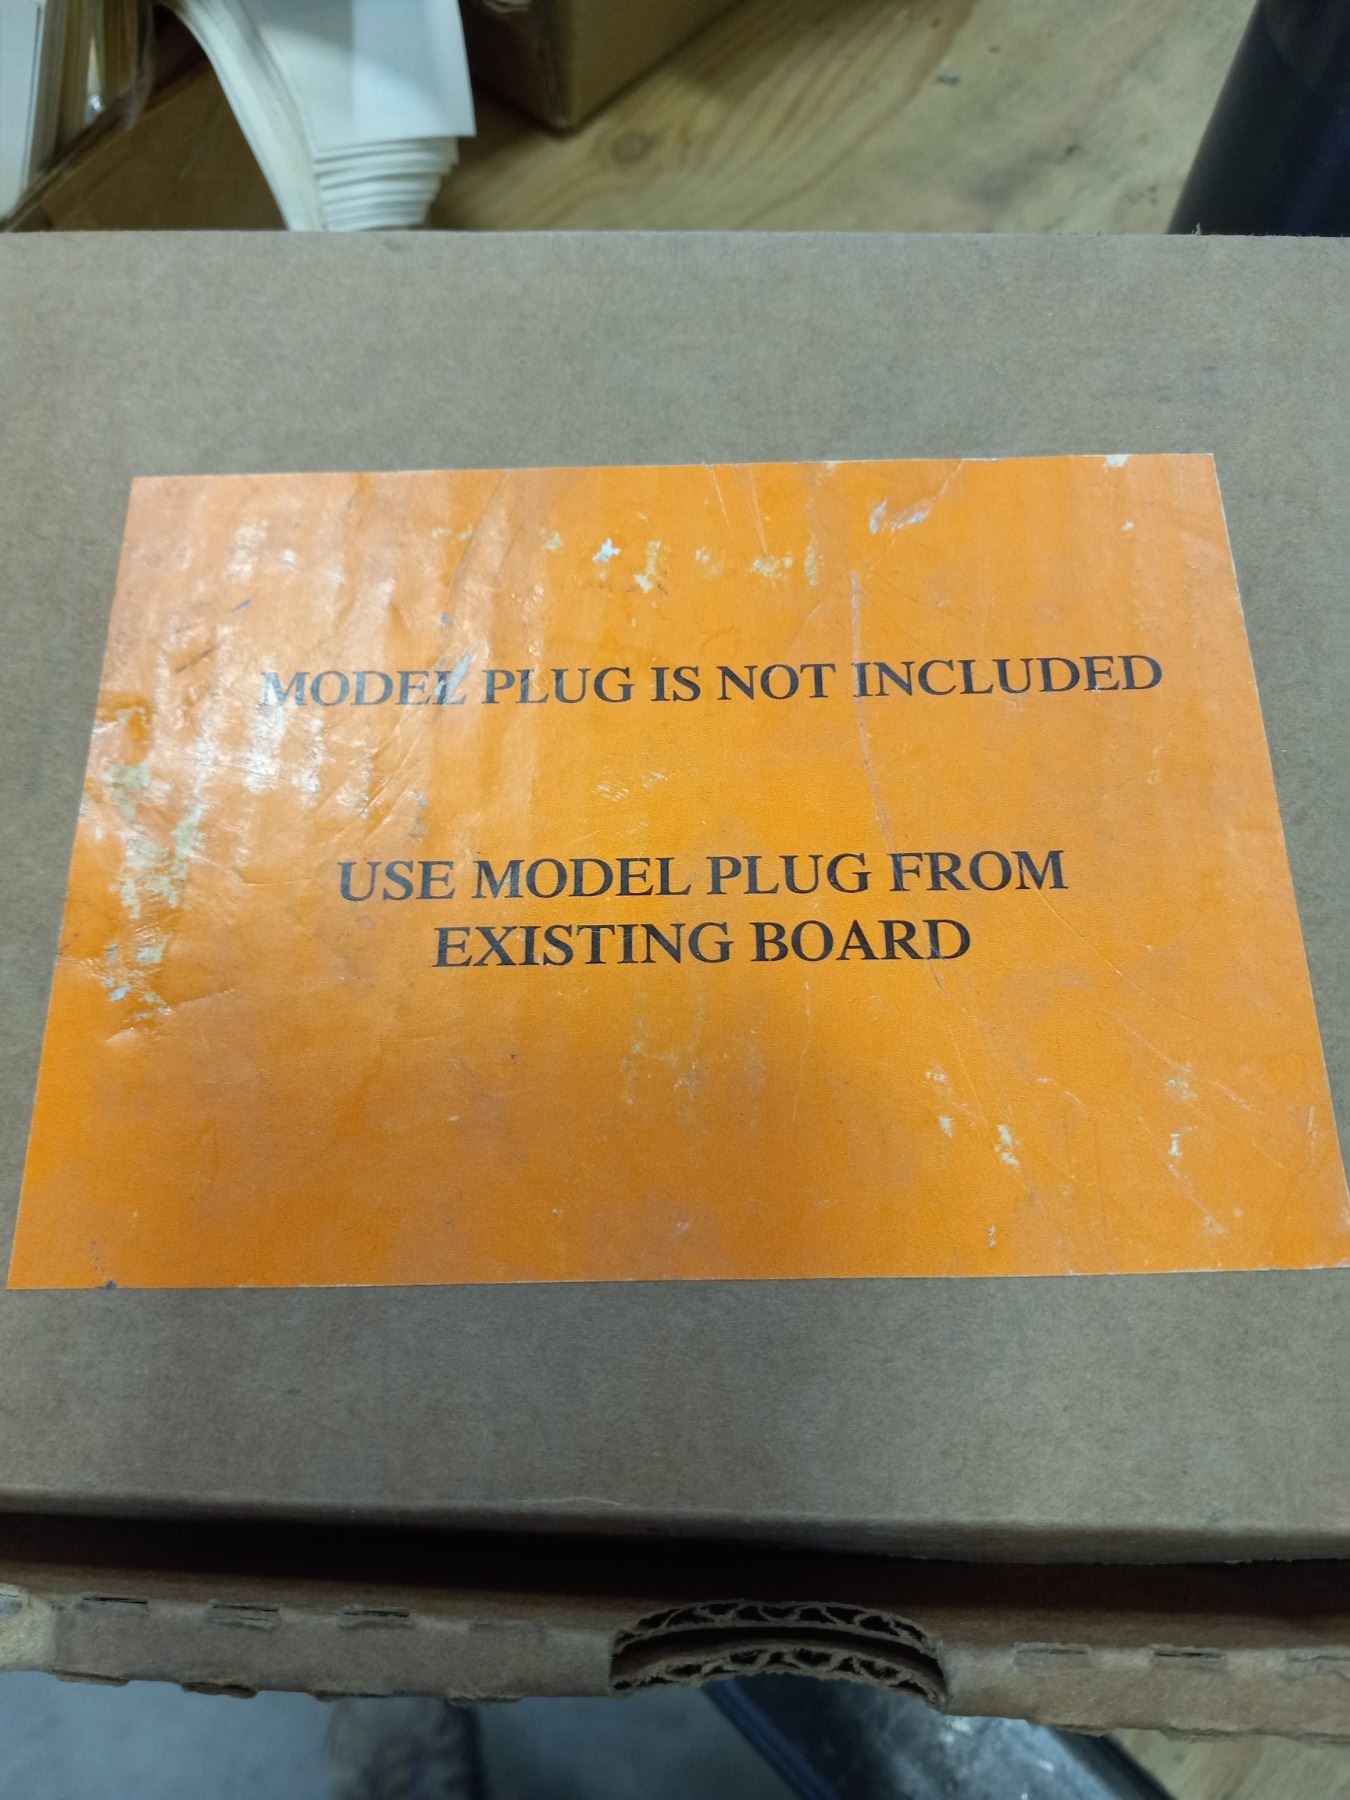 MODEL PLUG IS NOT INCLUDED
USE MODEL PLUG FROM
EXISTING BOARD